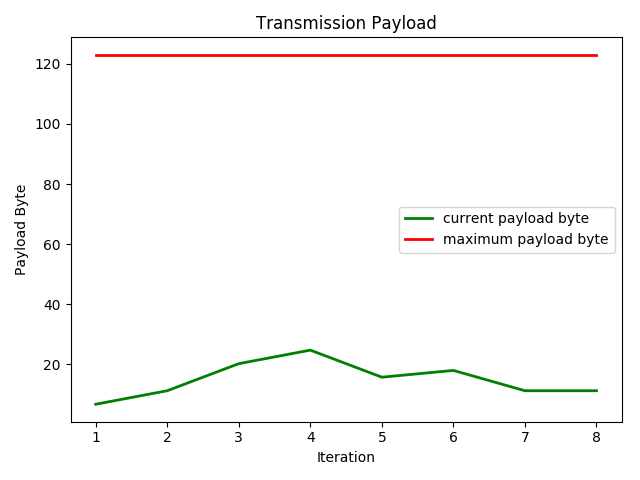 Transmission Payload
Payload Byte
120
100
80
60
40
20
current payload byte
maximum payload byte
1 2 3 4 5 6 7 8
Iteration